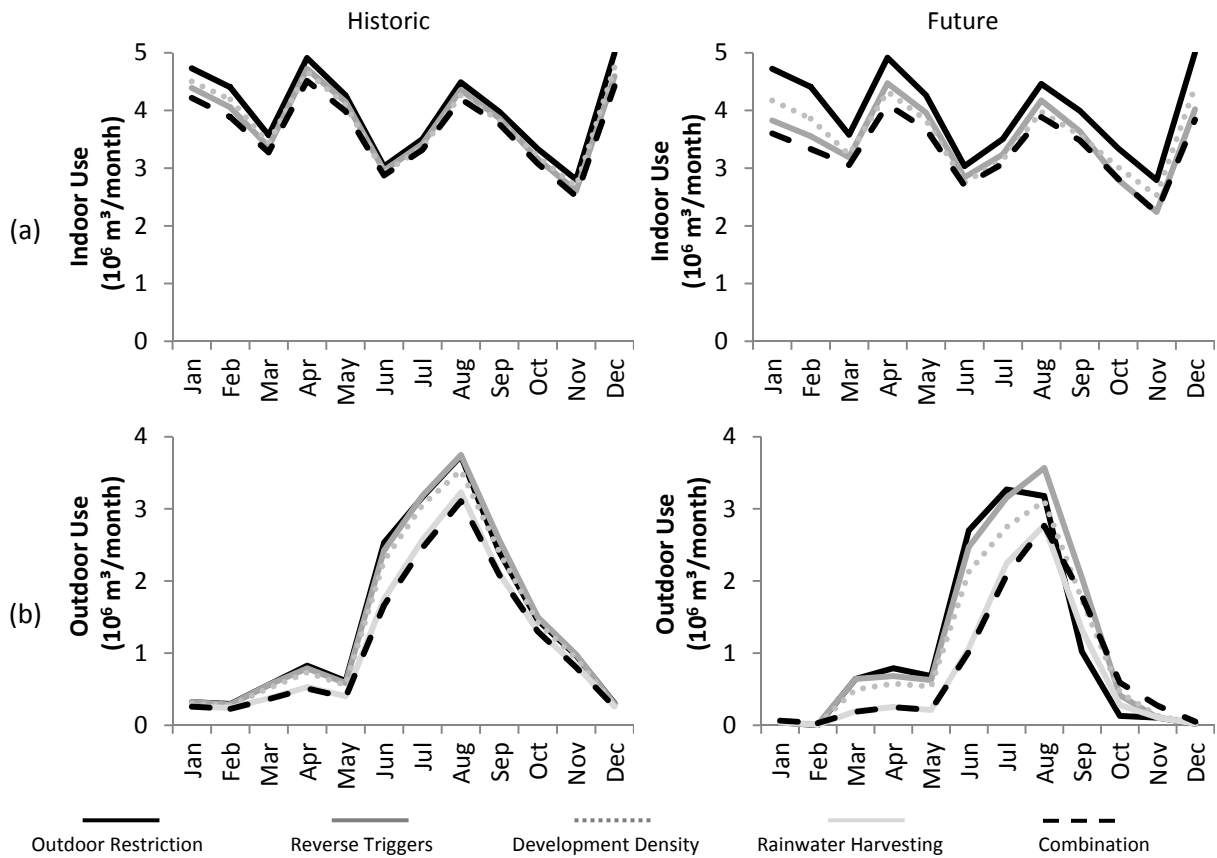 Historic
Future
(a)
Indoor Use
(10⁶ m³/month)
5
4
3
2
1
0
Jan
Feb
Mar
Apr
May
Jun
Jul
Aug
Sep
Oct
Nov
Dec
Indoor Use
(10⁶ m³/month)
5
4
3
2
1
0
Jan
Feb
Mar
Apr
May
Jun
Jul
Aug
Sep
Oct
Nov
Dec
(b)
Outdoor Use
(10⁶ m³/month)
4
3
2
1
0
Jan
Feb
Mar
Apr
May
Jun
Jul
Aug
Sep
Oct
Nov
Dec
Outdoor Use
(10⁶ m³/month)
4
3
2
1
0
Jan
Feb
Mar
Apr
May
Jun
Jul
Aug
Sep
Oct
Nov
Dec
Outdoor Restriction
Reverse Triggers
Development Density
Rainwater Harvesting
Combination